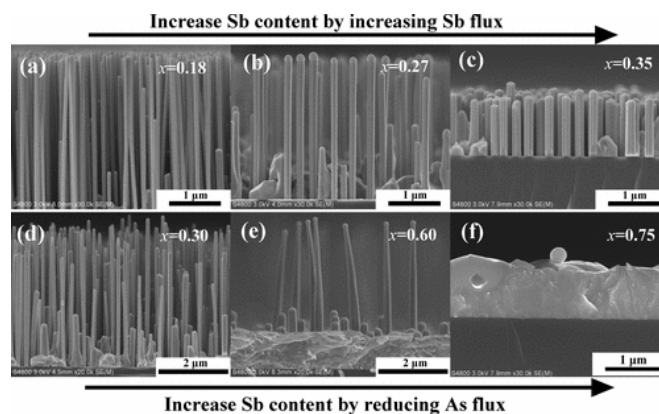 Increase Sb content by increasing Sb flux
(a) x=0.18
(b) x=0.27
(c) x=0.35
1 μm
1 μm
1 μm
(d) x=0.30
(e) x=0.60
(f) x=0.75
2 μm
2 μm
1 μm
Increase Sb content by reducing As flux